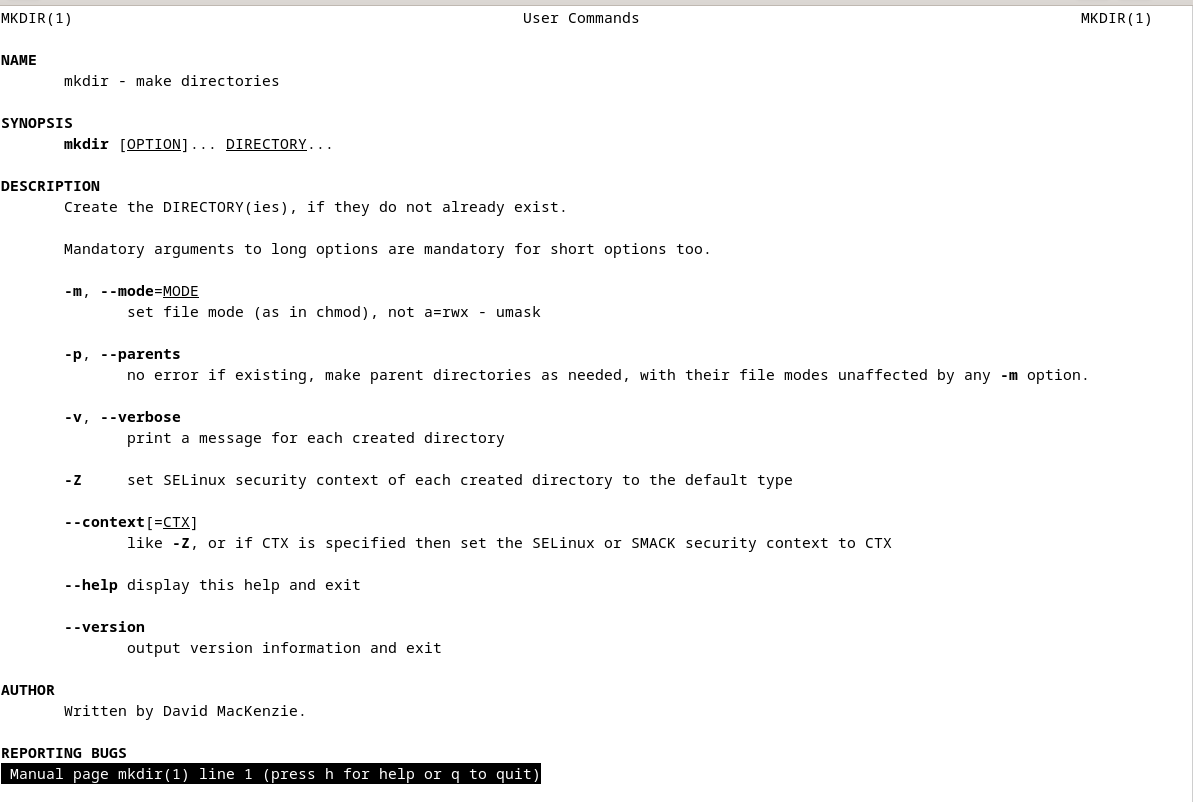 MKDIR(1) User Commands MKDIR(1)
NAME
mkdir - make directories
SYNOPSIS
mkdir [OPTION]... DIRECTORY...
DESCRIPTION
Create the DIRECTORY(ies), if they do not already exist.
Mandatory arguments to long options are mandatory for short options too.
-m, --mode=MODE
set file mode (as in chmod), not a=rwx - umask
-p, --parents
no error if existing, make parent directories as needed, with their file modes unaffected by any -m option.
-v, --verbose
print a message for each created directory
-Z set SELinux security context of each created directory to the default type
--context[=CTX]
like -Z, or if CTX is specified then set the SELinux or SMACK security context to CTX
--help display this help and exit
--version
output version information and exit
AUTHOR
Written by David MacKenzie.
REPORTING BUGS
Manual page mkdir(1) line 1 (press h for help or q to quit)